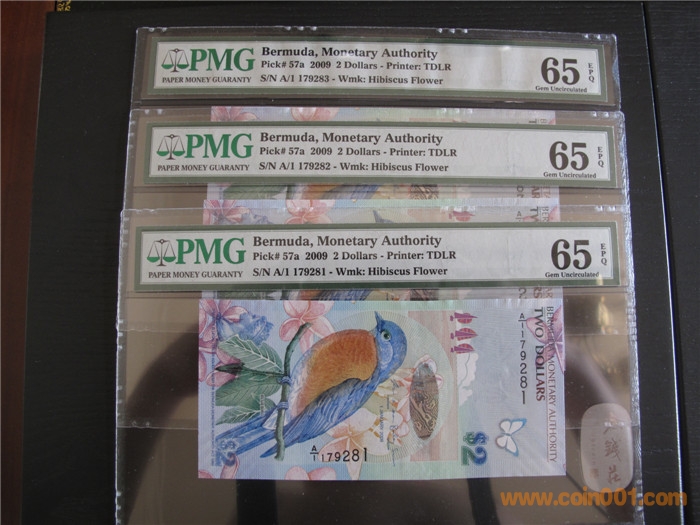 PMG
PAPER MONEY GUARANTY
Bermuda, Monetary Authority
Pick# 57a 2009 2 Dollars - Printer: TDLR
S/N A/1 179283 - Wmk: Hibiscus Flower
65 EPQ
Gem Uncirculated
PMG
PAPER MONEY GUARANTY
Bermuda, Monetary Authority
Pick# 57a 2009 2 Dollars - Printer: TDLR
S/N A/1 179282 - Wmk: Hibiscus Flower
65 EPQ
Gem Uncirculated
PMG
PAPER MONEY GUARANTY
Bermuda, Monetary Authority
Pick# 57a 2009 2 Dollars - Printer: TDLR
S/N A/1 179281 - Wmk: Hibiscus Flower
65 EPQ
Gem Uncirculated
BERMUDA MONETARY AUTHORITY
TWO DOLLARS
A/1 179281
A/1 179281
$2
$2
www.coin001.com